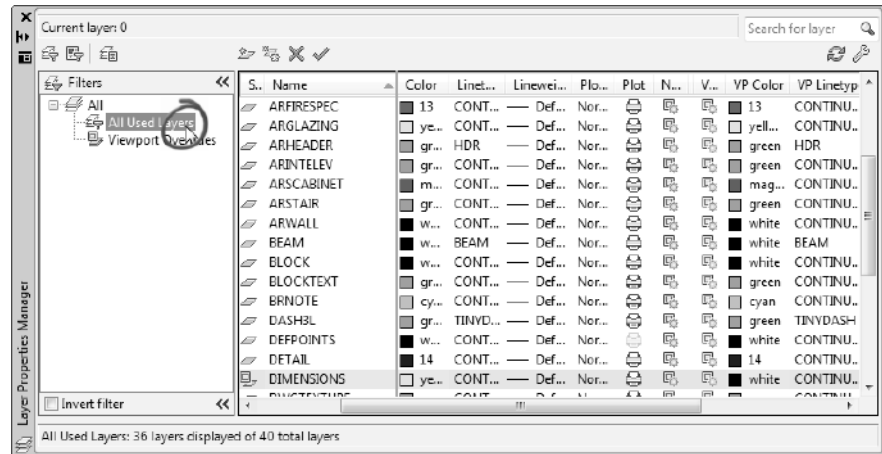 Current layer: 0
Search for layer
Filters
All
All Used Layers
Viewport Overrides
Invert filter
Layer Properties Manager
S.. Name Color Linet... Linewei... Plo... Plot N... V... VP Color VP Linetyp
ARFIRESPEC 13 CONT... Def... Nor... 13 CONTINU..
ARGLAZING ye... CONT... Def... Nor... yell... CONTINU..
ARHEADER gr... HDR Def... Nor... green HDR
ARINTELEV gr... CONT... Def... Nor... green CONTINU..
ARSCABINET m... CONT... Def... Nor... mag... CONTINU..
ARSTAIR gr... CONT... Def... Nor... green CONTINU..
ARWALL w... CONT... Def... Nor... white CONTINU..
BEAM w... BEAM Def... Nor... white BEAM
BLOCK w... CONT... Def... Nor... white CONTINU..
BLOCKTEXT gr... CONT... Def... Nor... green CONTINU..
BRNOTE cy... CONT... Def... Nor... cyan CONTINU..
DASH3L gr... TINYD... Def... Nor... green TINYDASH
DEFPOINTS w... CONT... Def... Nor... white CONTINU..
DETAIL 14 CONT... Def... Nor... 14 CONTINU..
DIMENSIONS ye... CONT... Def... Nor... white CONTINU..
All Used Layers: 36 layers displayed of 40 total layers